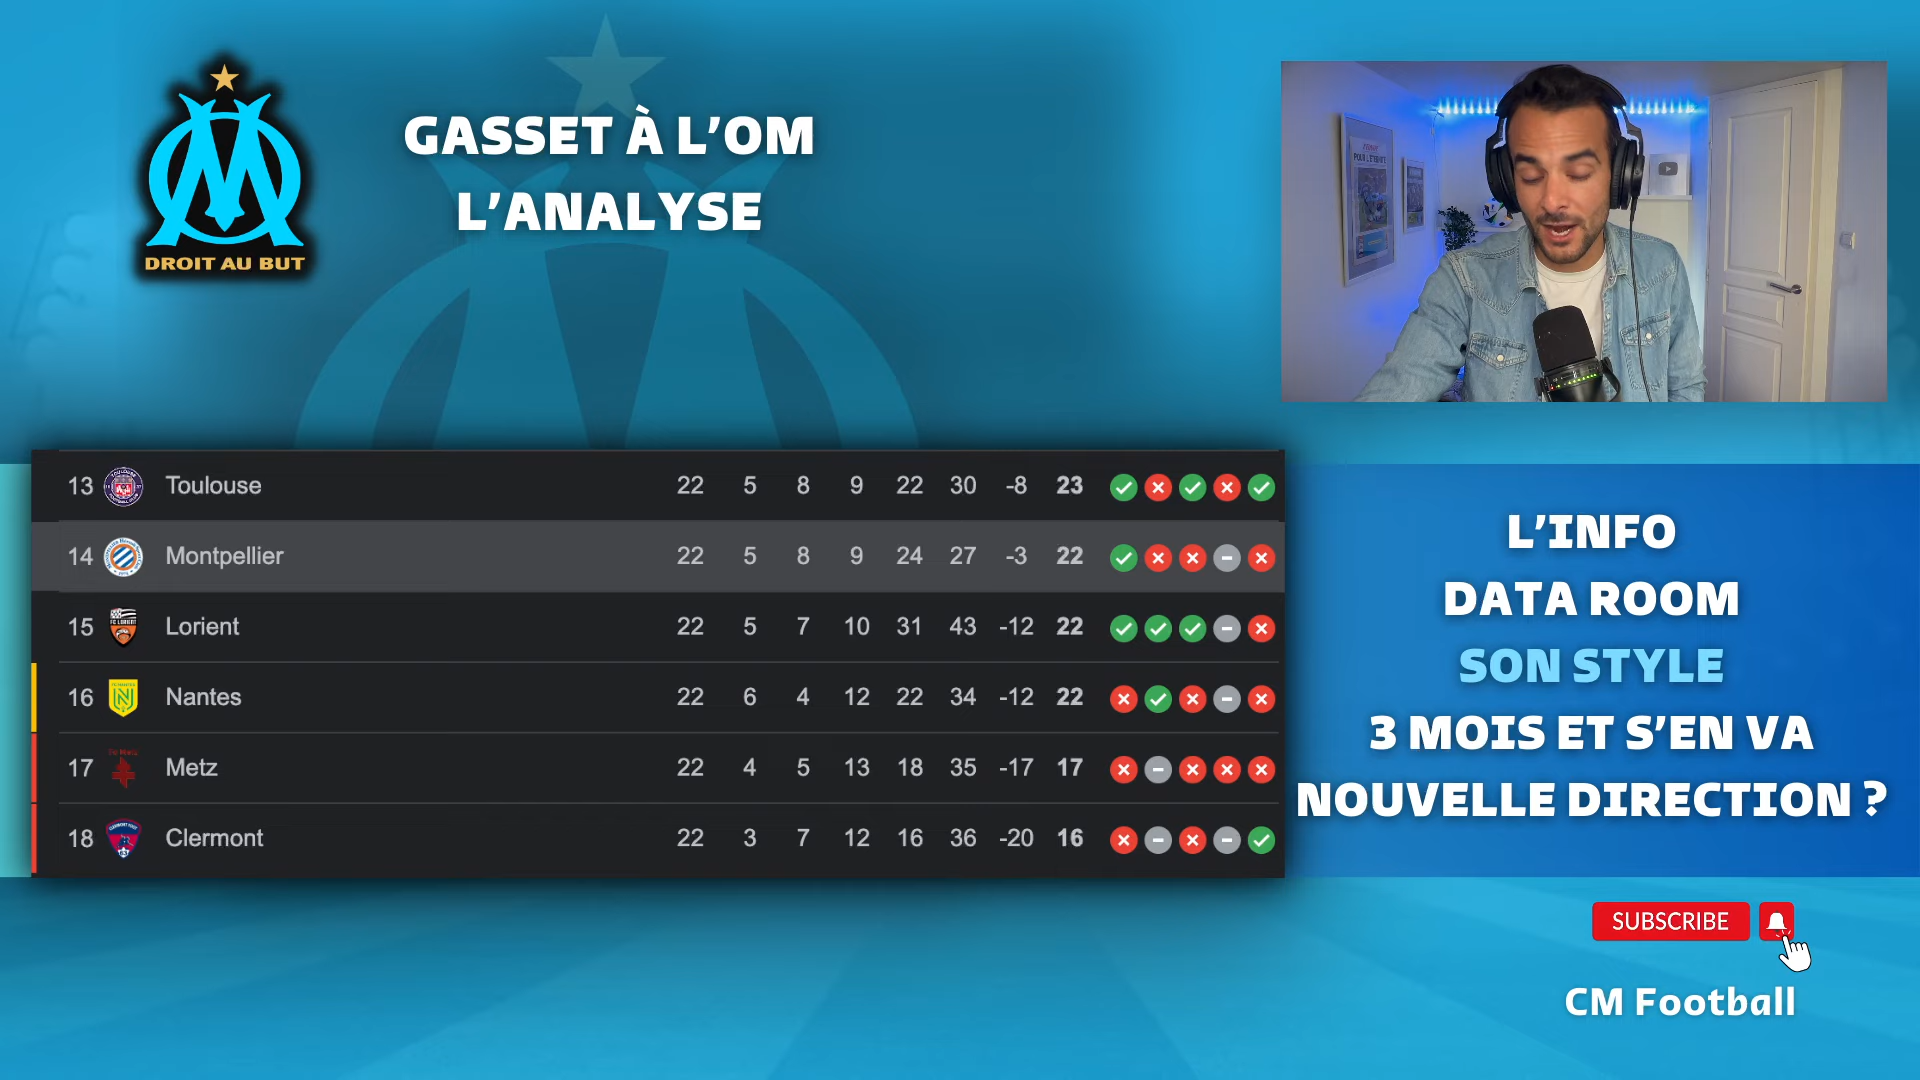 GASSET À L'OM
L'ANALYSE
DROIT AU BUT
POUR L'ÉTERNITÉ
13 Toulouse 22 5 8 9 22 30 -8 23
14 Montpellier 22 5 8 9 24 27 -3 22
15 Lorient 22 5 7 10 31 43 -12 22
16 Nantes 22 6 4 12 22 34 -12 22
17 Metz 22 4 5 13 18 35 -17 17
18 Clermont 22 3 7 12 16 36 -20 16
L'INFO
DATA ROOM
SON STYLE
3 MOIS ET S'EN VA
NOUVELLE DIRECTION ?
SUBSCRIBE
CM Football